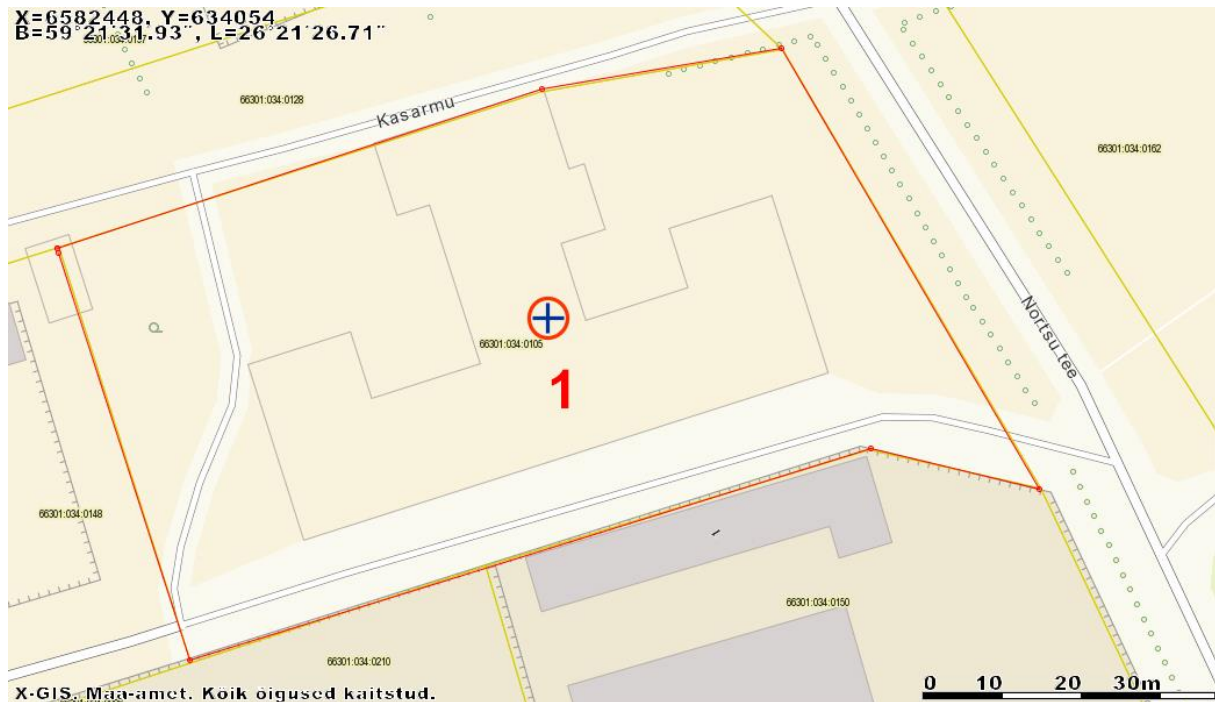 X=6582448, Y=634054
B=59°21'31.93", L=26°21'26.71"
66301:034:0128
Kasarmu
66301:034:0162
Nortsu tee
66301:034:0105
1
66301:034:0148
66301:034:0150
66301:034:0210
X-GIS. Maa-amet. Kõik õigused kaitstud.
0 10 20 30m